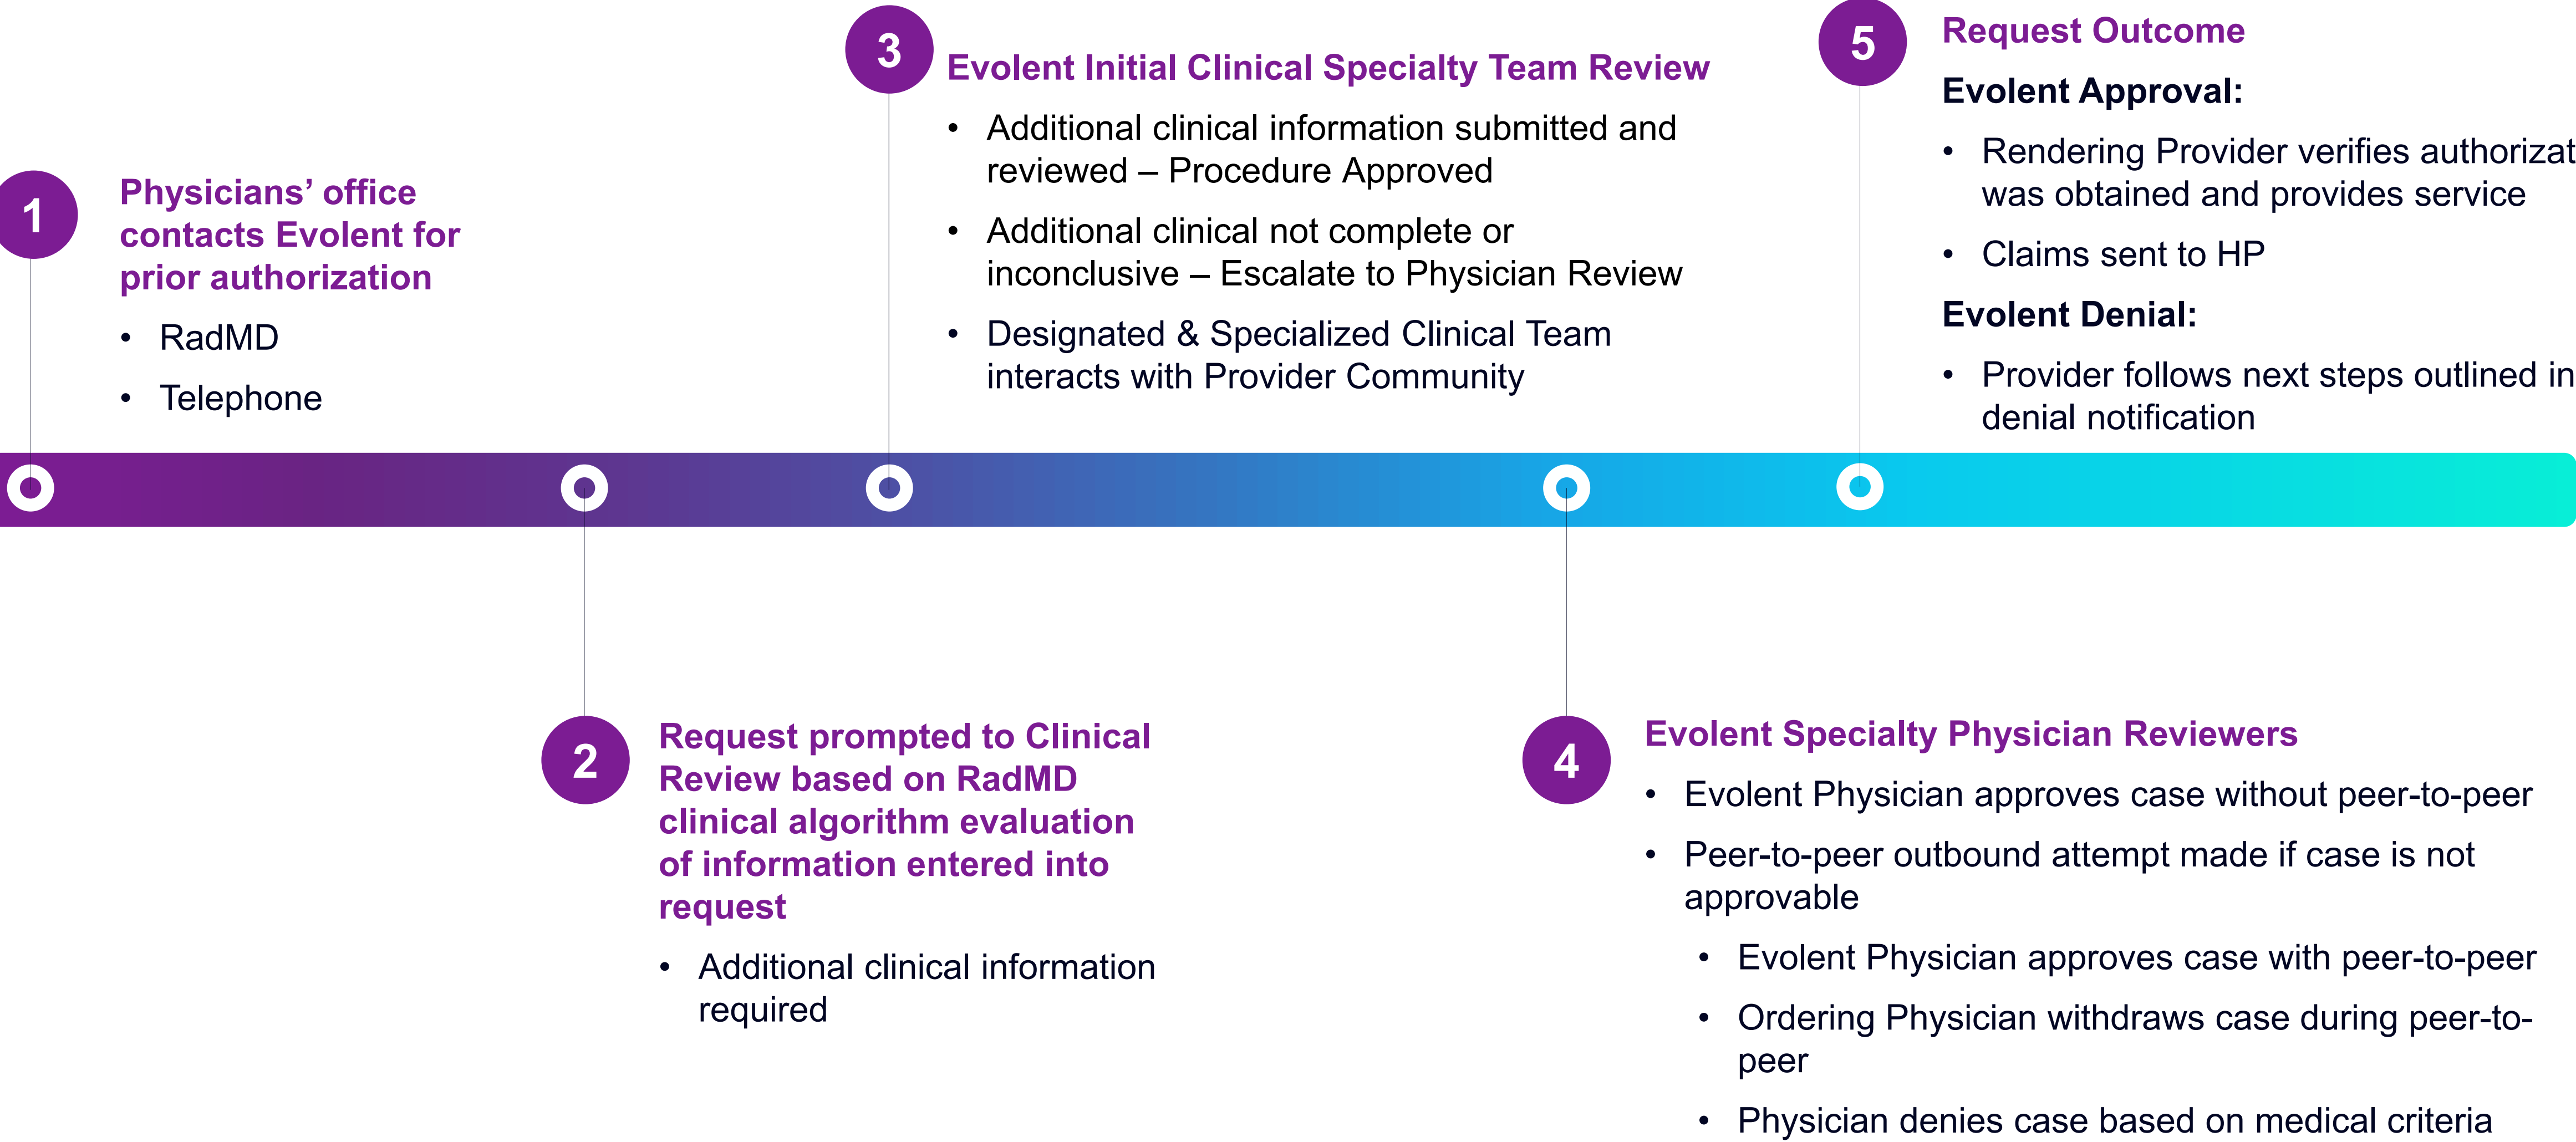 1
Physicians’ office
contacts Evolent for
prior authorization
• RadMD
• Telephone
2
Request prompted to Clinical
Review based on RadMD
clinical algorithm evaluation
of information entered into
request
• Additional clinical information
required
3
Evolent Initial Clinical Specialty Team Review
• Additional clinical information submitted and
reviewed – Procedure Approved
• Additional clinical not complete or
inconclusive – Escalate to Physician Review
• Designated & Specialized Clinical Team
interacts with Provider Community
4
Evolent Specialty Physician Reviewers
• Evolent Physician approves case without peer-to-peer
• Peer-to-peer outbound attempt made if case is not
approvable
• Evolent Physician approves case with peer-to-peer
• Ordering Physician withdraws case during peer-to-
peer
• Physician denies case based on medical criteria
5
Request Outcome
Evolent Approval:
• Rendering Provider verifies authorizat
was obtained and provides service
• Claims sent to HP
Evolent Denial:
• Provider follows next steps outlined in
denial notification